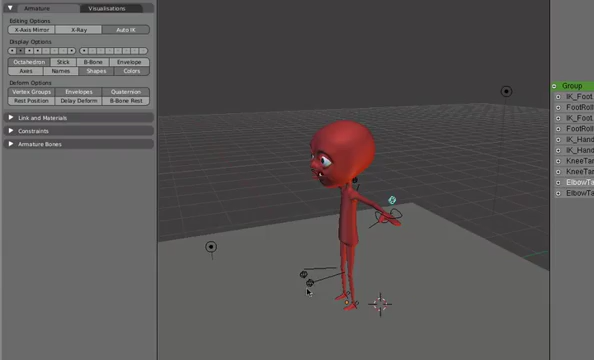 Armature Visualisations
Editing Options
X-Axis Mirror X-Ray Auto IK
Display Options
Octahedron Stick B-Bone Envelope
Axes Names Shapes Colors
Deform Options
Vertex Groups Envelopes Quaternion
Rest Position Delay Deform B-Bone Rest
Link and Materials
Constraints
Armature Bones
Group
IK_Foot.
FootRoll
IK_Foot.
FootRoll
IK_Hand
IK_Hand
KneeTar
KneeTar
ElbowTa
ElbowTa